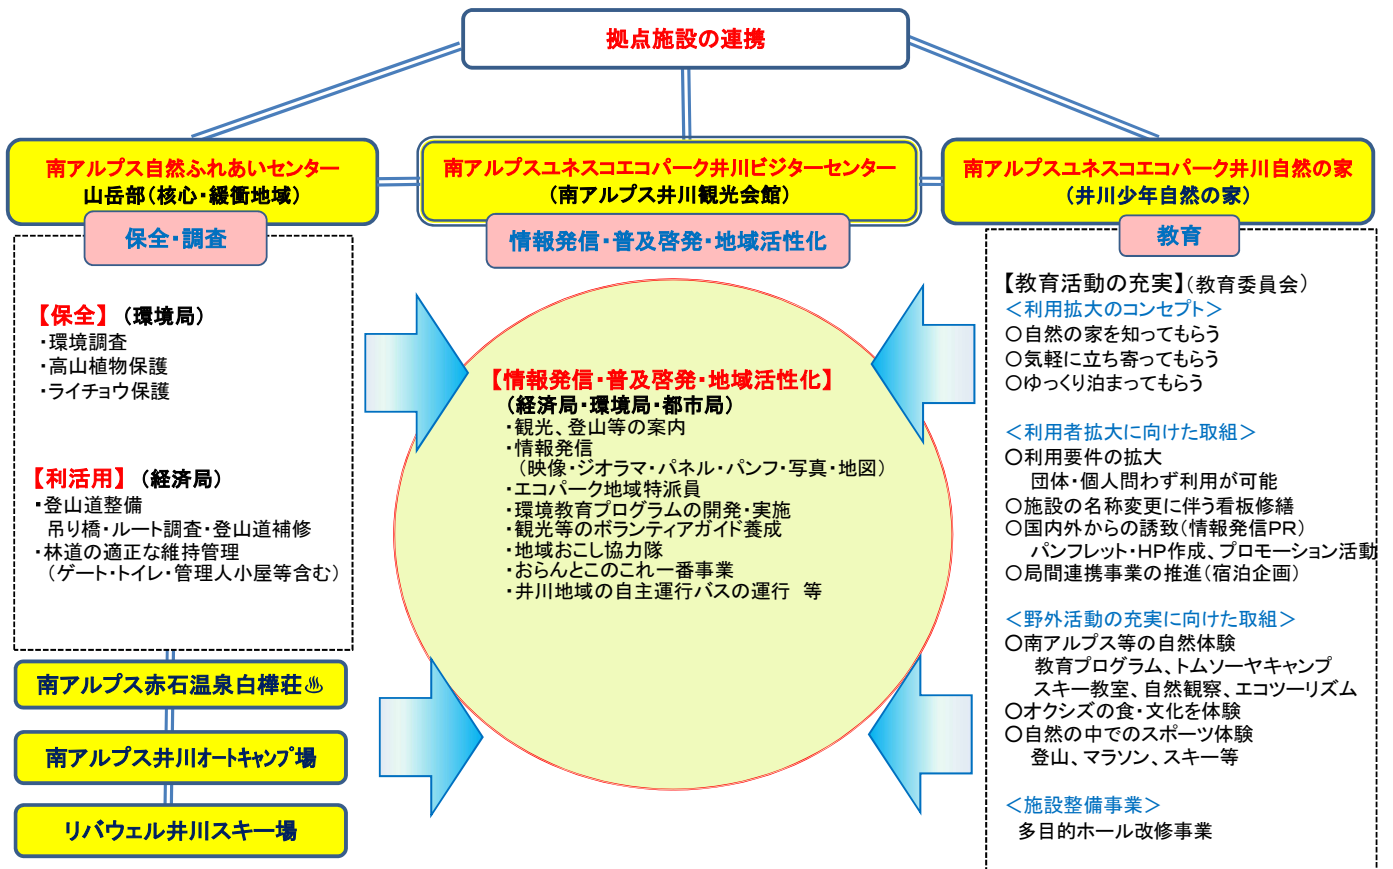 拠点施設の連携
南アルプス自然ふれあいセンター
山岳部(核心・緩衝地域)
保全・調査
【保全】 (環境局)
・環境調査
・高山植物保護
・ライチョウ保護
【利活用】 (経済局)
・登山道整備
吊り橋・ルート調査・登山道補修
・林道の適正な維持管理
(ゲート・トイレ・管理人小屋等含む)
南アルプス赤石温泉白樺荘♨
南アルプス井川オートキャンプ場
リバウェル井川スキー場
南アルプスユネスコエコパーク井川ビジターセンター
(南アルプス井川観光会館)
情報発信・普及啓発・地域活性化
【情報発信・普及啓発・地域活性化】
(経済局・環境局・都市局)
・観光、登山等の案内
・情報発信
(映像・ジオラマ・パネル・パンフ・写真・地図)
・エコパーク地域特派員
・環境教育プログラムの開発・実施
・観光等のボランティアガイド養成
・地域おこし協力隊
・おらんとこのこれ一番事業
・井川地域の自主運行バスの運行 等
南アルプスユネスコエコパーク井川自然の家
(井川少年自然の家)
教育
【教育活動の充実】(教育委員会)
<利用拡大のコンセプト>
○自然の家を知ってもらう
○気軽に立ち寄ってもらう
○ゆっくり泊まってもらう
<利用者拡大に向けた取組>
○利用要件の拡大
団体・個人問わず利用が可能
○施設の名称変更に伴う看板修繕
○国内外からの誘致(情報発信PR)
パンフレット・HP作成、プロモーション活動
○局間連携事業の推進(宿泊企画)
<野外活動の充実に向けた取組>
○南アルプス等の自然体験
教育プログラム、トムソーヤキャンプ
スキー教室、自然観察、エコツーリズム
○オクシズの食・文化を体験
○自然の中でのスポーツ体験
登山、マラソン、スキー等
<施設整備事業>
多目的ホール改修事業